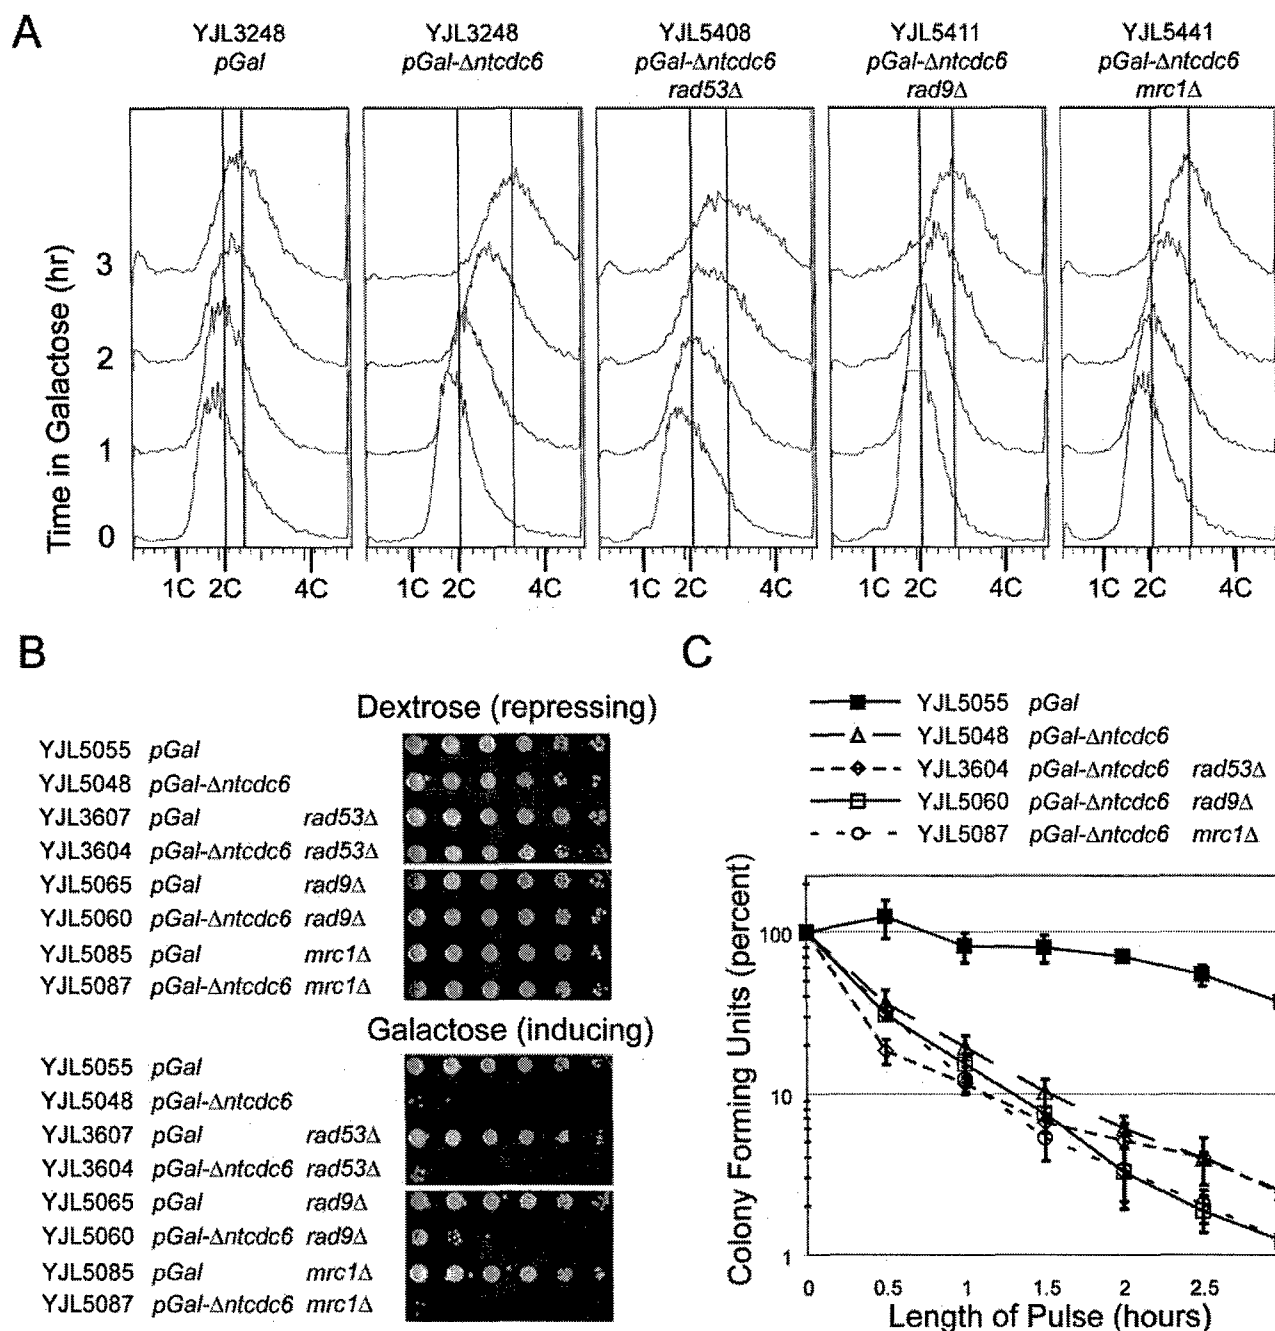 A
YJL3248
pGal
YJL3248
pGal-Δntcdc6
YJL5408
pGal-Δntcdc6
rad53Δ
YJL5411
pGal-Δntcdc6
rad9Δ
YJL5441
pGal-Δntcdc6
mrc1Δ
Time in Galactose (hr)
3
2
1
0
1C 2C 4C
1C 2C 4C
1C 2C 4C
1C 2C 4C
1C 2C 4C
B
Dextrose (repressing)
YJL5055 pGal
YJL5048 pGal-Δntcdc6
YJL3607 pGal rad53Δ
YJL3604 pGal-Δntcdc6 rad53Δ
YJL5065 pGal rad9Δ
YJL5060 pGal-Δntcdc6 rad9Δ
YJL5085 pGal mrc1Δ
YJL5087 pGal-Δntcdc6 mrc1Δ
Galactose (inducing)
YJL5055 pGal
YJL5048 pGal-Δntcdc6
YJL3607 pGal rad53Δ
YJL3604 pGal-Δntcdc6 rad53Δ
YJL5065 pGal rad9Δ
YJL5060 pGal-Δntcdc6 rad9Δ
YJL5085 pGal mrc1Δ
YJL5087 pGal-Δntcdc6 mrc1Δ
C
YJL5055 pGal
YJL5048 pGal-Δntcdc6
YJL3604 pGal-Δntcdc6 rad53Δ
YJL5060 pGal-Δntcdc6 rad9Δ
YJL5087 pGal-Δntcdc6 mrc1Δ
Colony Forming Units (percent)
100
10
1
0 0.5 1 1.5 2 2.5
Length of Pulse (hours)